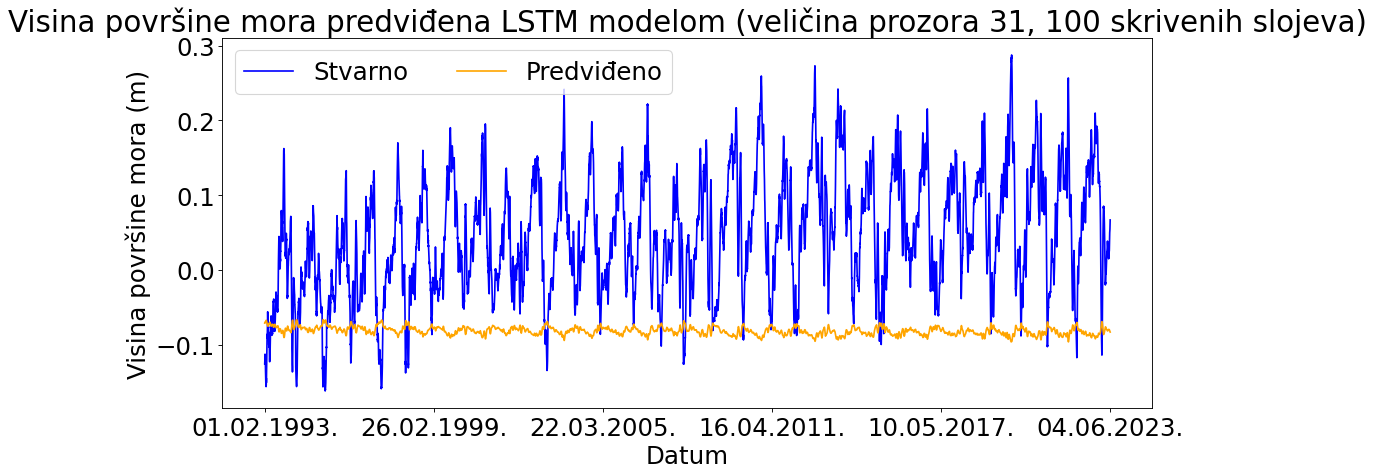 Visina površine mora predviđena LSTM modelom (veličina prozora 31, 100 skrivenih slojeva)
Stvarno
Predviđeno
Visina površine mora (m)
0.3
0.2
0.1
0.0
−0.1
01.02.1993.
26.02.1999.
22.03.2005.
16.04.2011.
10.05.2017.
04.06.2023.
Datum